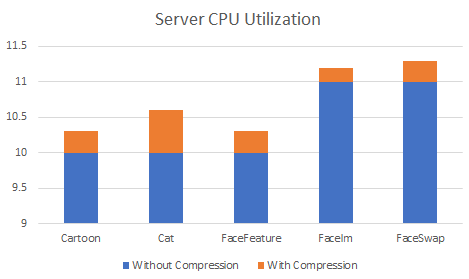 Server CPU Utilization
11.5
11
10.5
10
9.5
9
Cartoon Cat FaceFeature FaceIm FaceSwap
Without Compression With Compression